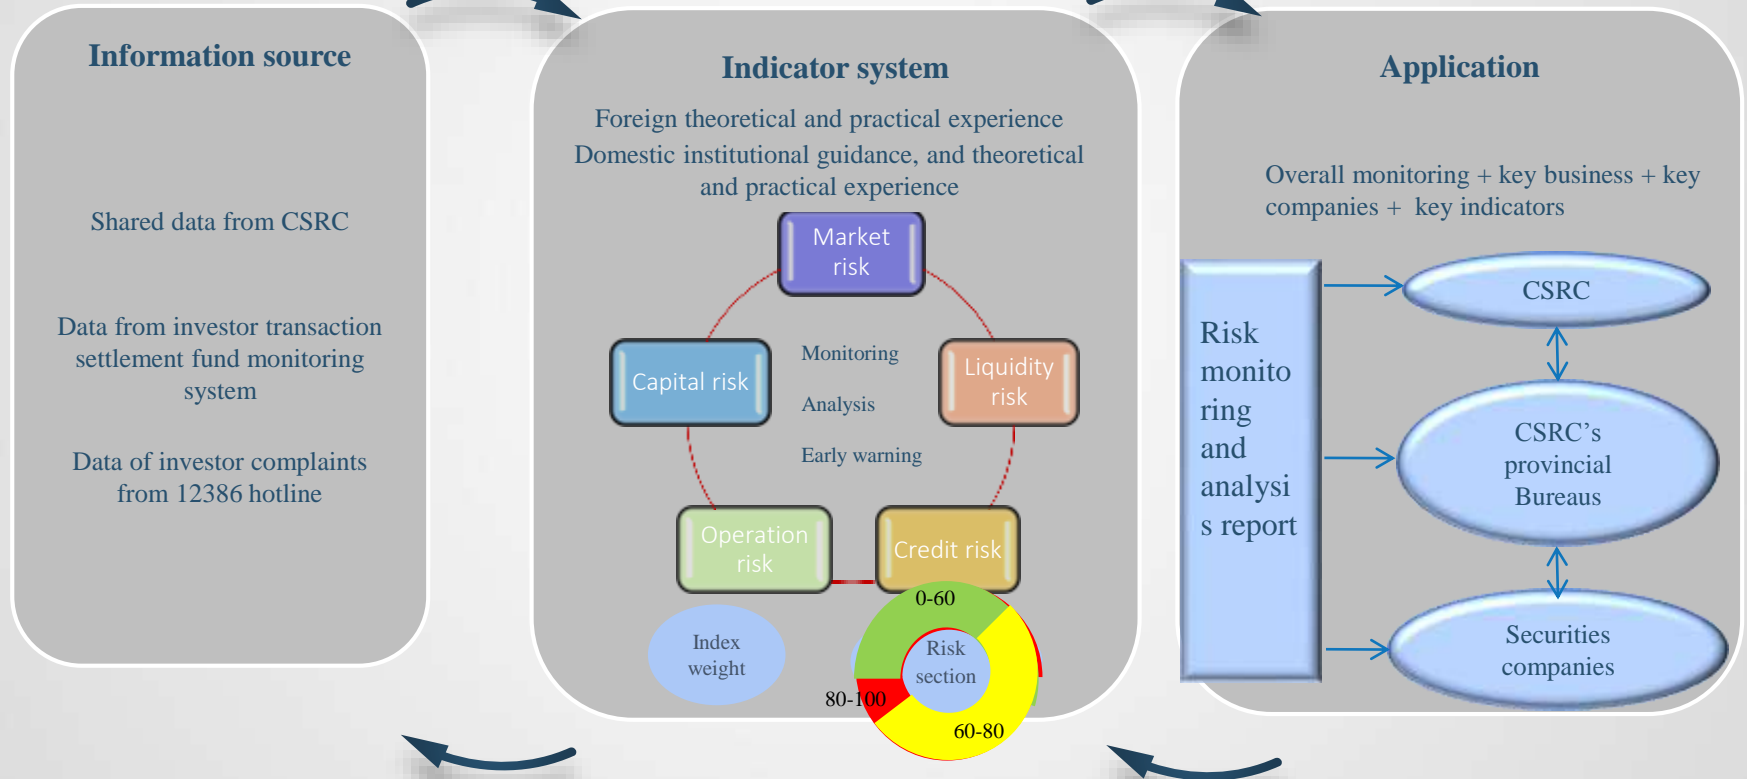 Information source
Shared data from CSRC
Data from investor transaction
settlement fund monitoring
system
Data of investor complaints
from 12386 hotline
Indicator system
Foreign theoretical and practical experience
Domestic institutional guidance, and theoretical
and practical experience
Market
risk
Capital risk
Monitoring
Analysis
Early warning
Liquidity
risk
Operation
risk
Credit risk
Index
weight
0-60
Risk
section
80-100
60-80
Application
Overall monitoring + key business + key
companies + key indicators
Risk
monito
ring
and
analysi
s report
CSRC
CSRC’s
provincial
Bureaus
Securities
companies